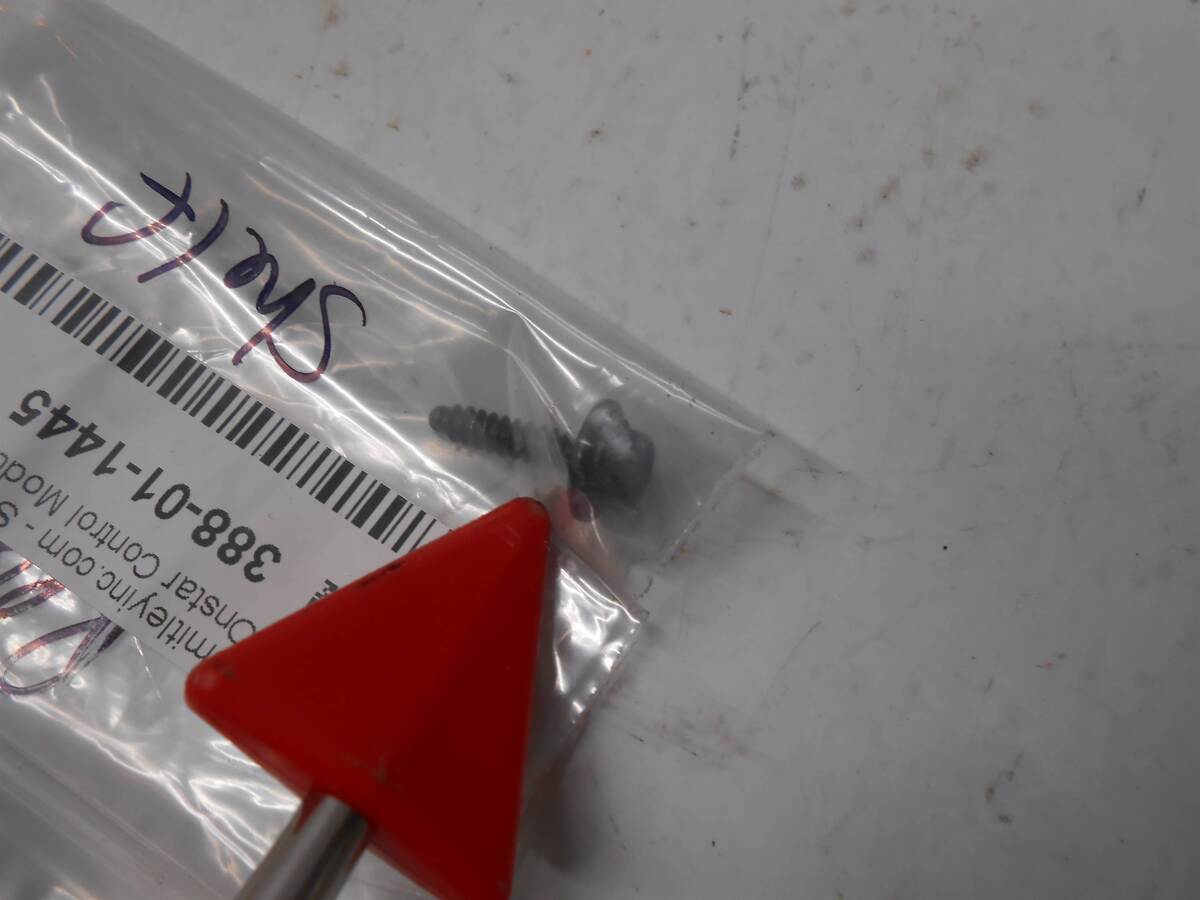 mitleyinc.com - S
Onstar Control Modu
388-01-1445
Shelf